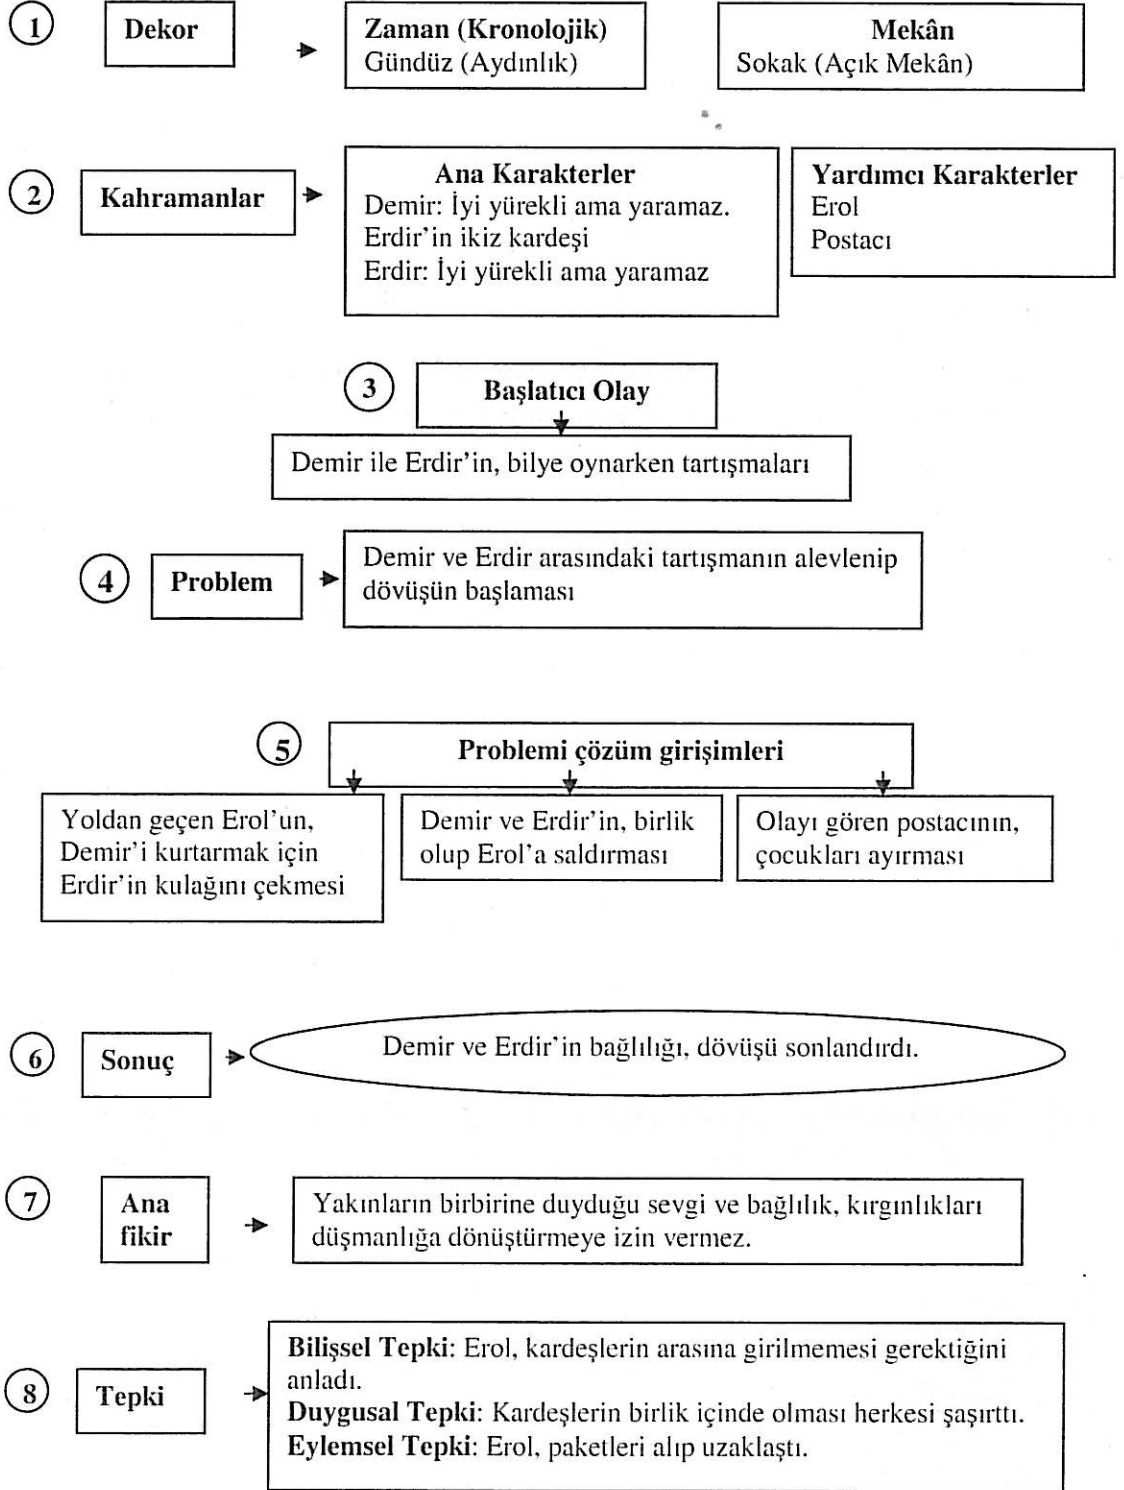 1
Dekor
Zaman (Kronolojik)
Gündüz (Aydınlık)
Mekân
Sokak (Açık Mekân)
2
Kahramanlar
Ana Karakterler
Demir: İyi yürekli ama yaramaz.
Erdir'in ikiz kardeşi
Erdir: İyi yürekli ama yaramaz
Yardımcı Karakterler
Erol
Postacı
3
Başlatıcı Olay
Demir ile Erdir'in, bilye oynarken tartışmaları
4
Problem
Demir ve Erdir arasındaki tartışmanın alevlenip
dövüşün başlaması
5
Problemi çözüm girişimleri
Yoldan geçen Erol'un,
Demir'i kurtarmak için
Erdir'in kulağını çekmesi
Demir ve Erdir'in, birlik
olup Erol'a saldırması
Olayı gören postacının,
çocukları ayırması
6
Sonuç
Demir ve Erdir'in bağlılığı, dövüşü sonlandırdı.
7
Ana
fikir
Yakınların birbirine duyduğu sevgi ve bağlılık, kırgınlıkları
düşmanlığa dönüştürmeye izin vermez.
8
Tepki
Bilişsel Tepki: Erol, kardeşlerin arasına girilmemesi gerektiğini
anladı.
Duygusal Tepki: Kardeşlerin birlik içinde olması herkesi şaşırttı.
Eylemsel Tepki: Erol, paketleri alıp uzaklaştı.